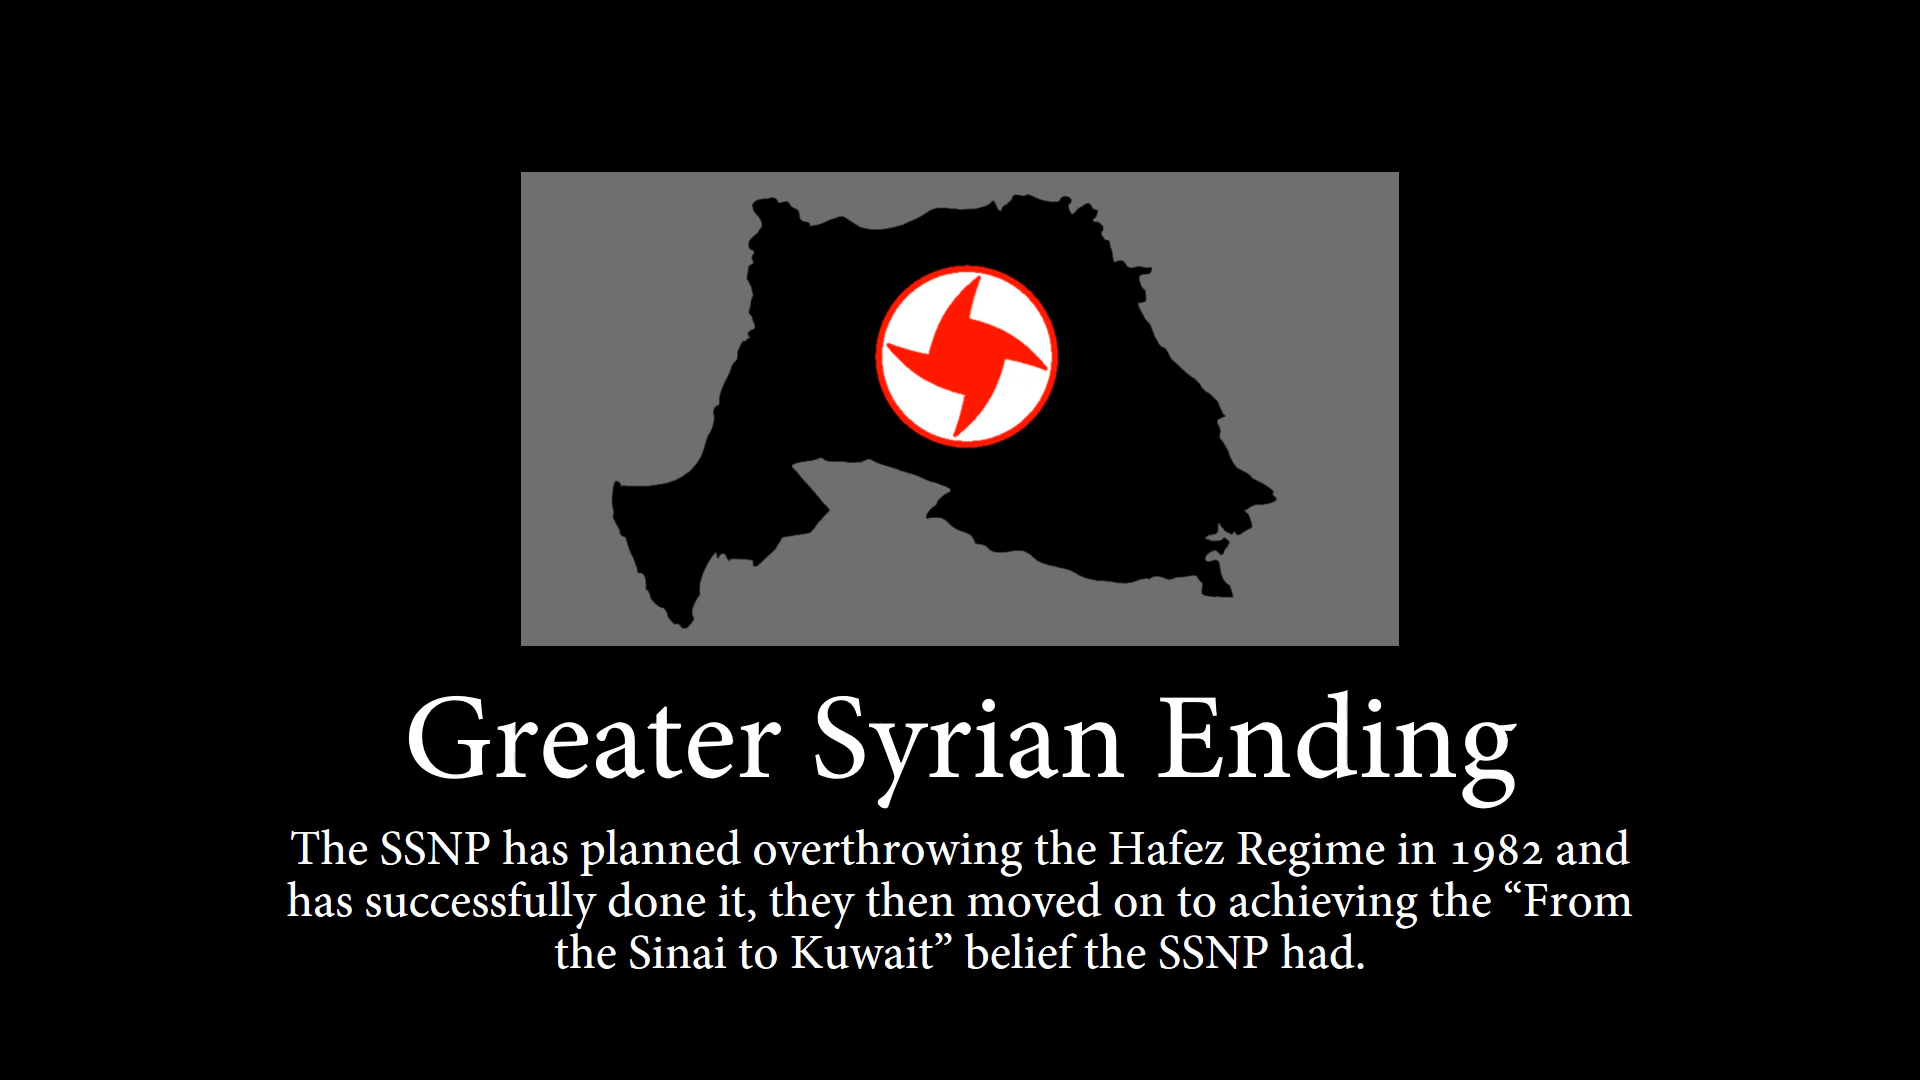 Greater Syrian Ending
The SSNP has planned overthrowing the Hafez Regime in 1982 and
has successfully done it, they then moved on to achieving the “From
the Sinai to Kuwait” belief the SSNP had.